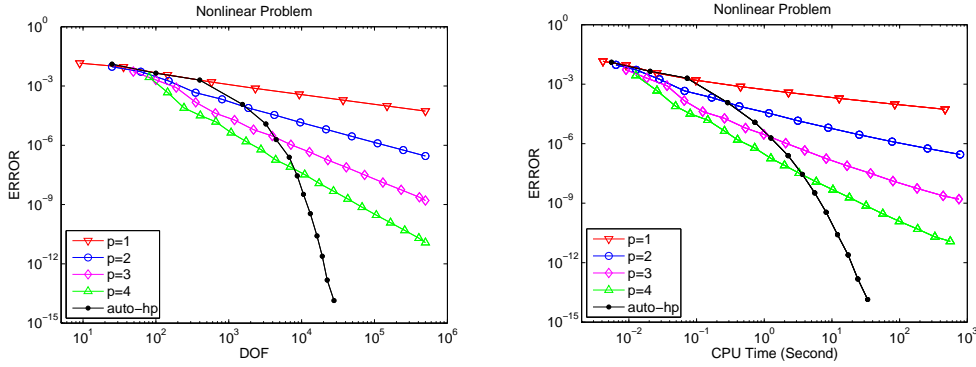 Nonlinear Problem
10^0
10^-3
10^-6
10^-9
10^-12
10^-15
ERROR
p=1
p=2
p=3
p=4
auto-hp
10^1 10^2 10^3 10^4 10^5 10^6
DOF
Nonlinear Problem
10^0
10^-3
10^-6
10^-9
10^-12
10^-15
ERROR
p=1
p=2
p=3
p=4
auto-hp
10^-2 10^-1 10^0 10^1 10^2 10^3
CPU Time (Second)